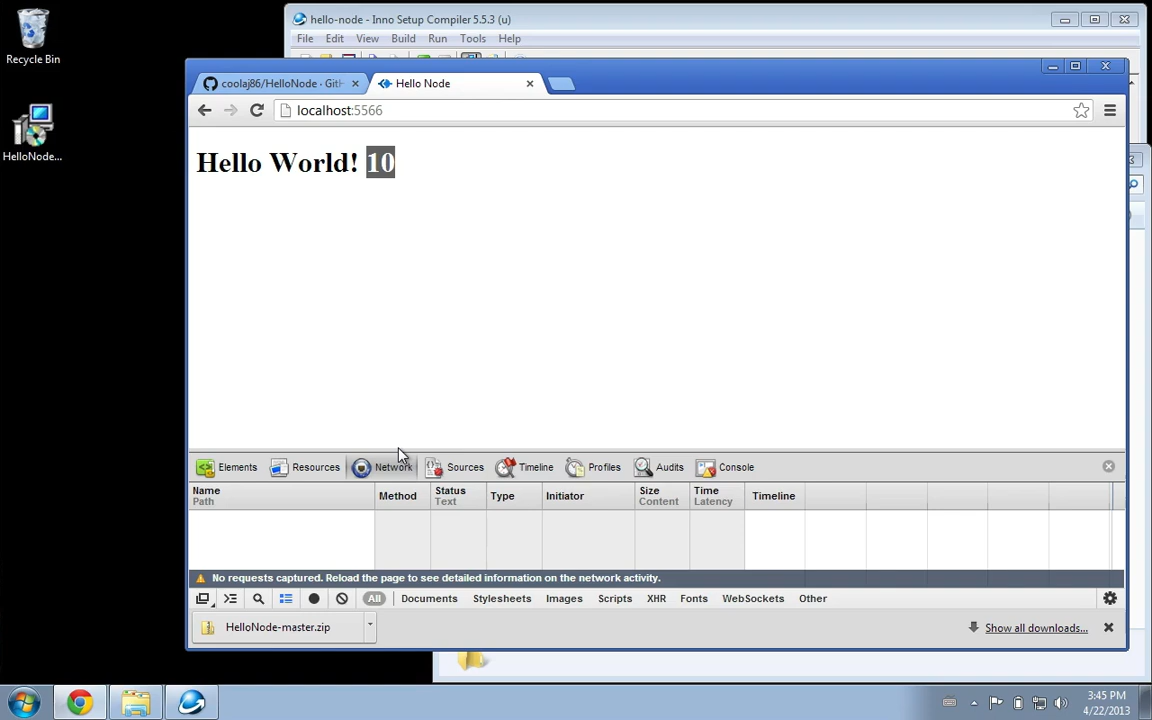 Recycle Bin
HelloNode...
hello-node - Inno Setup Compiler 5.5.3 (u)
File Edit View Build Run Tools Help
coolaj86/HelloNode · GitH
Hello Node
localhost:5566
Hello World! 10
Elements Resources Network Sources Timeline Profiles Audits Console
Name Method Status Type Initiator Size Time Timeline
Path Text Content Latency
No requests captured. Reload the page to see detailed information on the network activity.
All Documents Stylesheets Images Scripts XHR Fonts WebSockets Other
HelloNode-master.zip
Show all downloads...
3:45 PM
4/22/2013